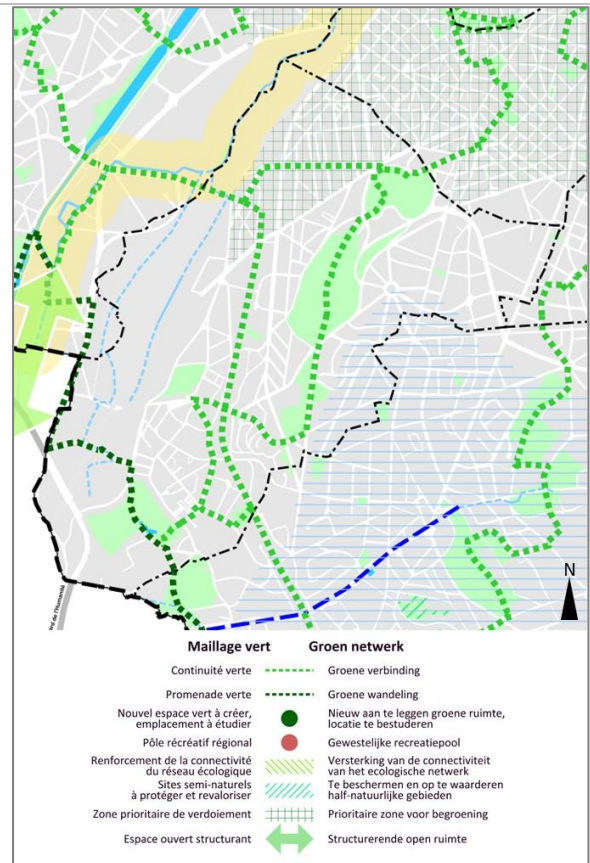 N
rd de l'Humanité
Maillage vert Groen netwerk
Continuité verte Groene verbinding
Promenade verte Groene wandeling
Nouvel espace vert à créer, Nieuw aan te leggen groene ruimte,
emplacement à étudier locatie te bestuderen
Pôle récréatif régional Gewestelijke recreatiepool
Renforcement de la connectivité Versterking van de connectiviteit
du réseau écologique van het ecologische netwerk
Sites semi-naturels Te beschermen en op te waarderen
à protéger et revaloriser half-natuurlijke gebieden
Zone prioritaire de verdoiement Prioritaire zone voor begroening
Espace ouvert structurant Structurerende open ruimte